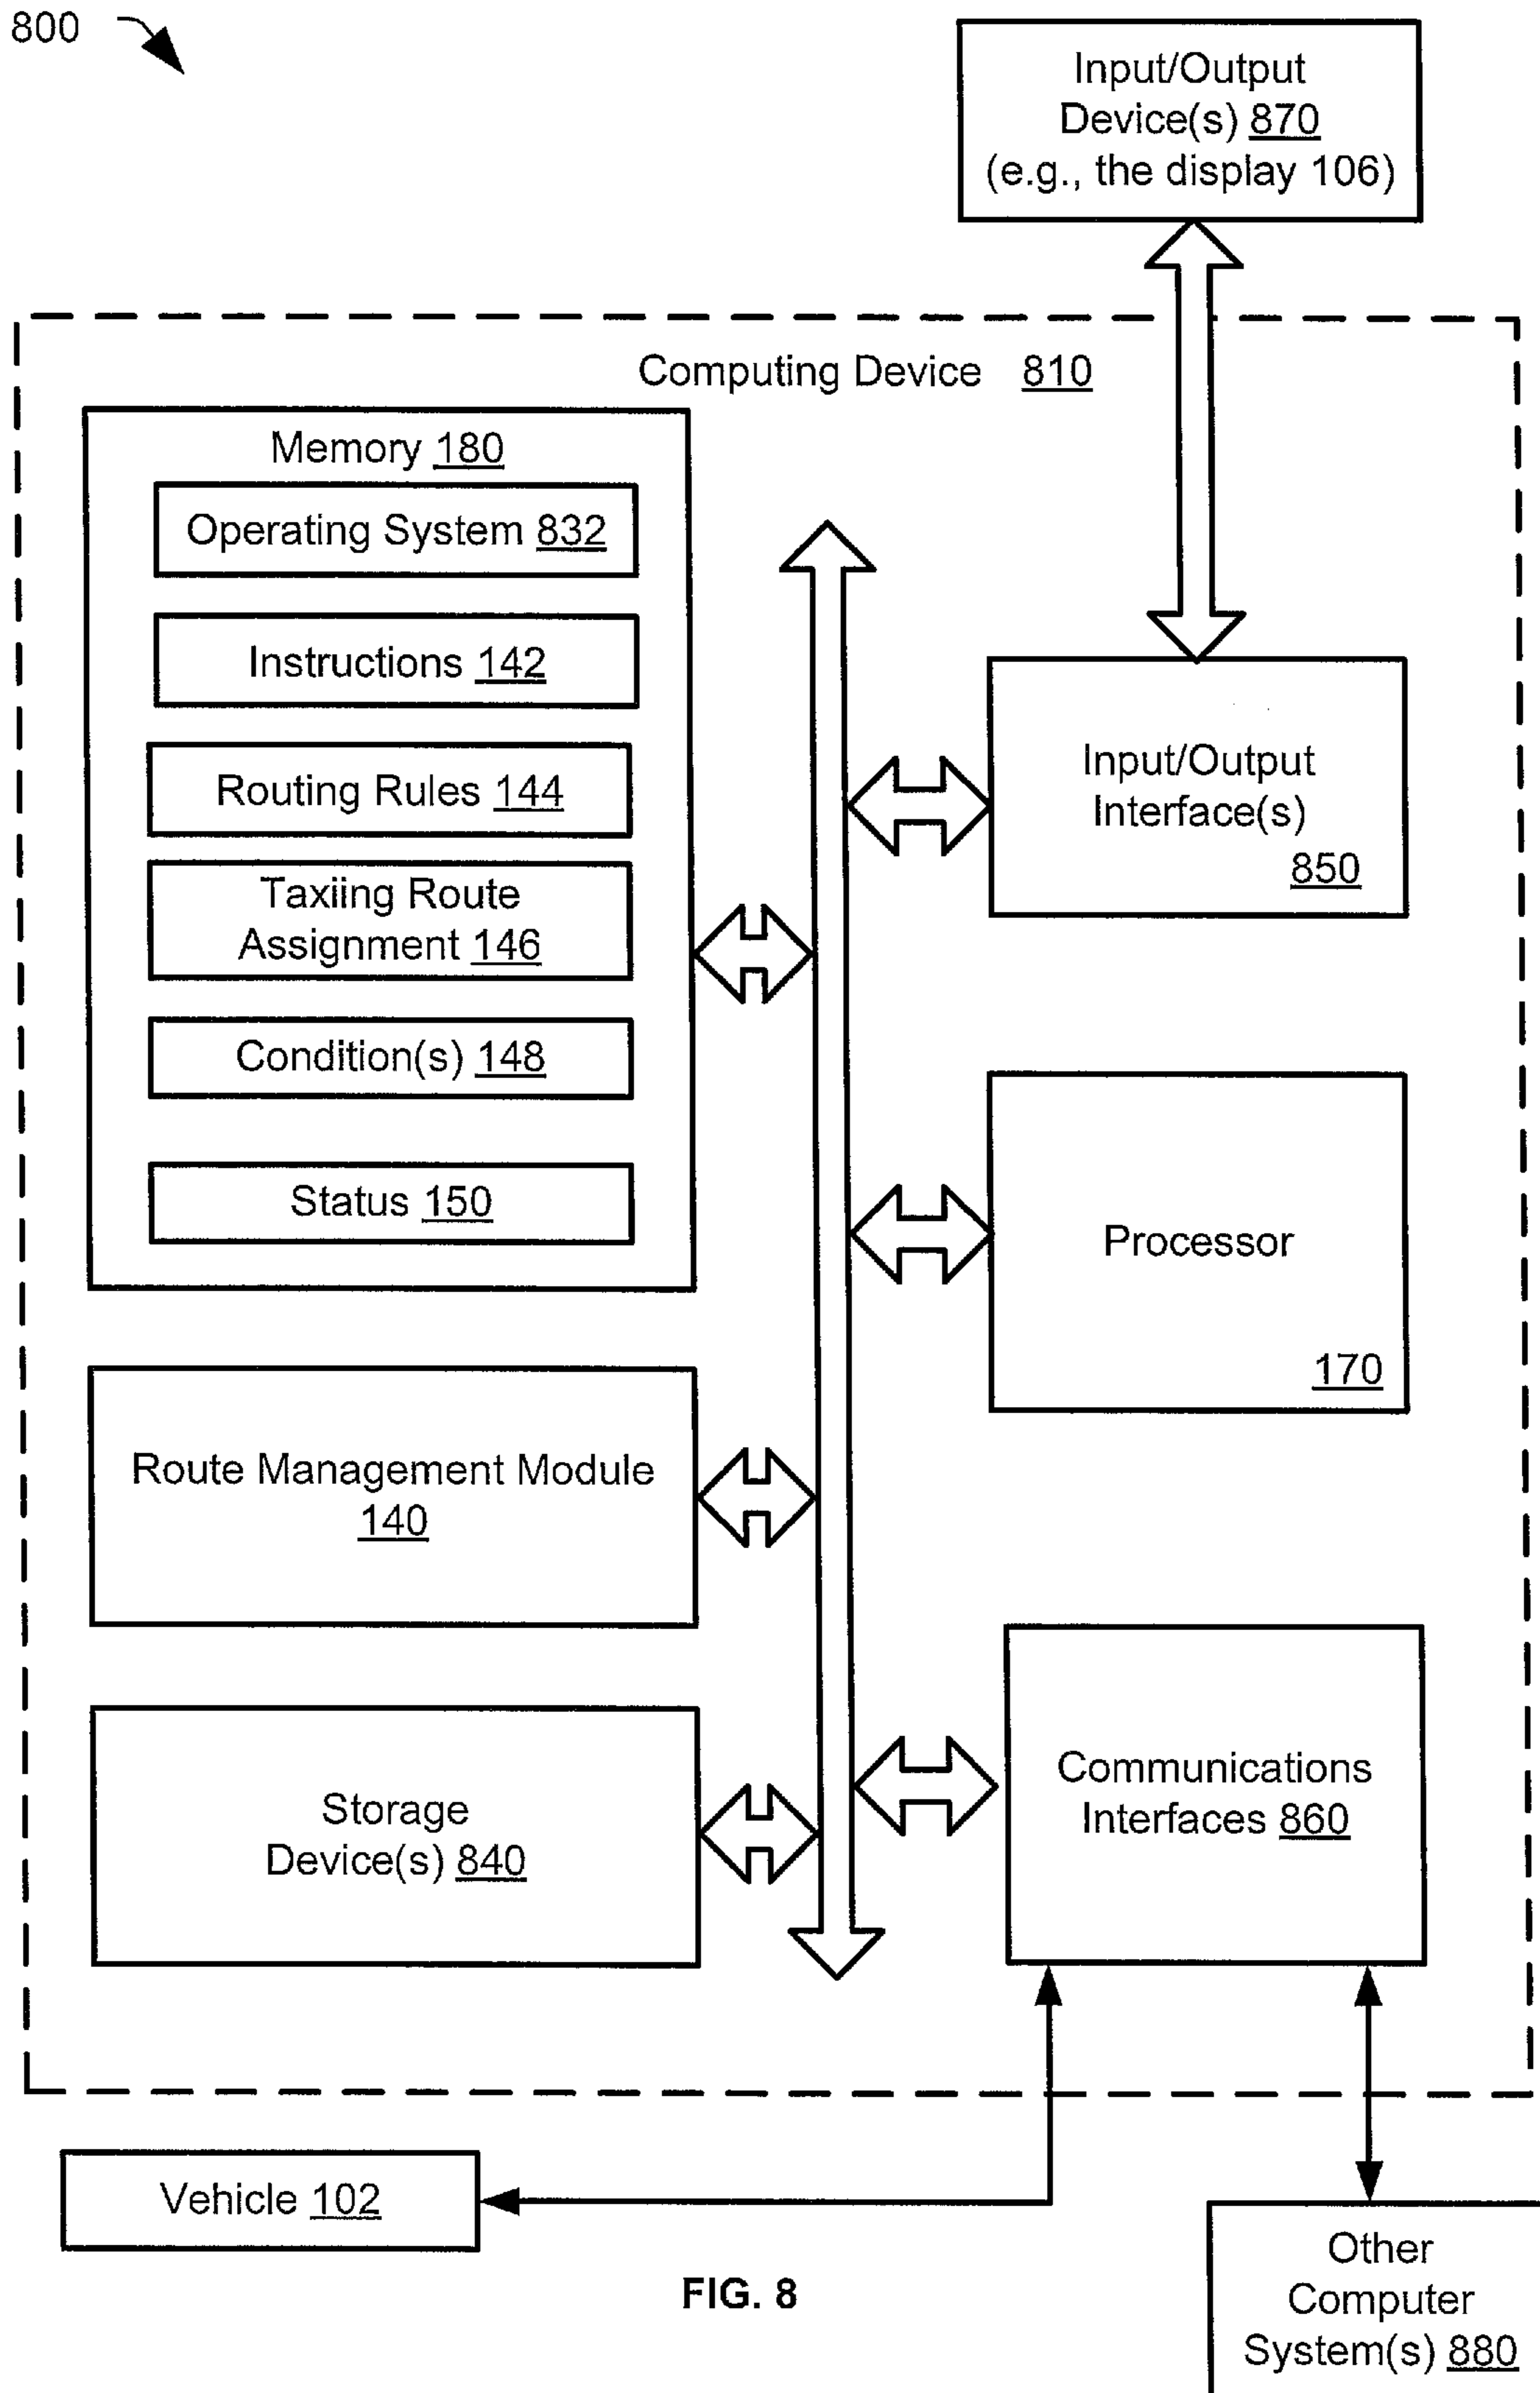 800
Input/Output
Device(s) 870
(e.g., the display 106)
Computing Device 810
Memory 180
Operating System 832
Instructions 142
Routing Rules 144
Taxiing Route
Assignment 146
Condition(s) 148
Status 150
Input/Output
Interface(s)
850
Processor
170
Route Management Module
140
Storage
Device(s) 840
Communications
Interfaces 860
Vehicle 102
FIG. 8
Other
Computer
System(s) 880